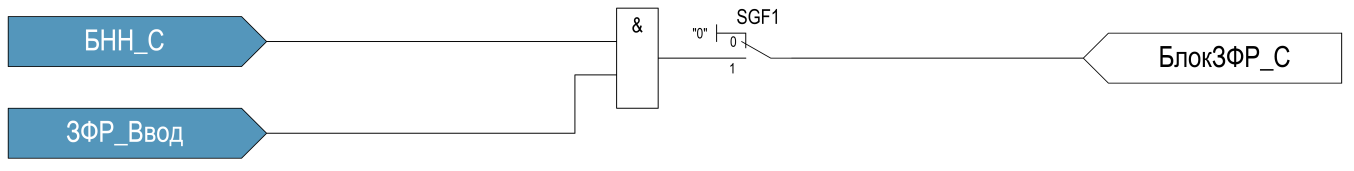 БНН_С
&
SGF1
"0"
0
1
БлокЗФР_С
ЗФР_Ввод